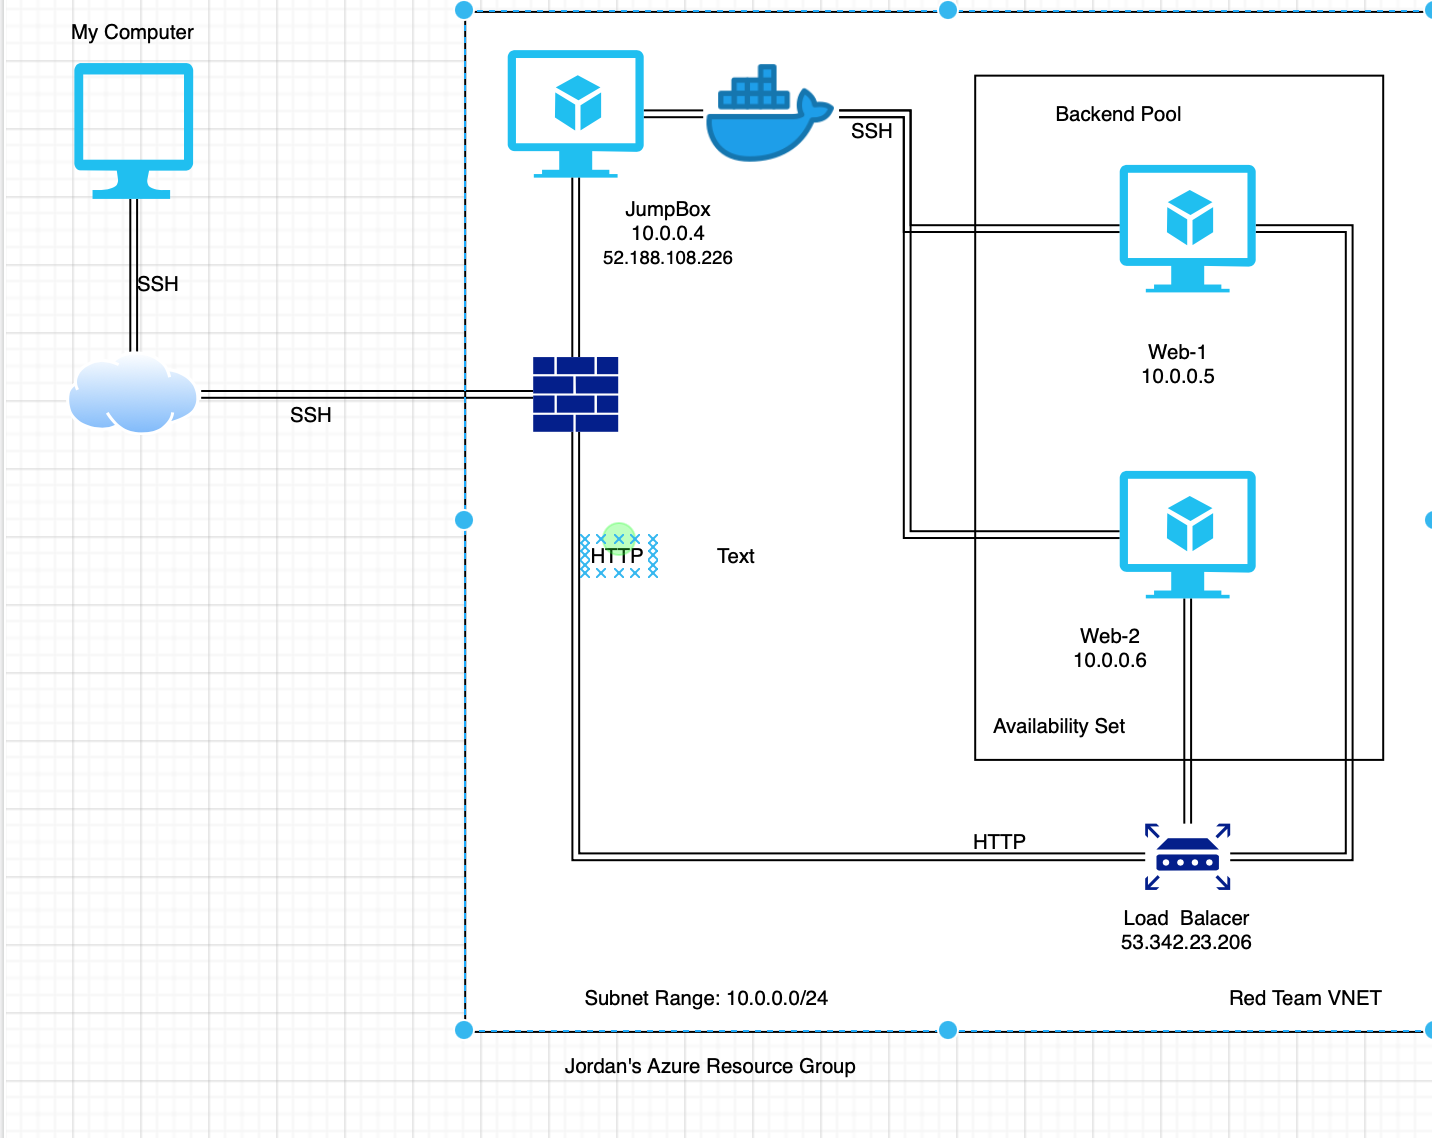 My Computer
SSH
SSH
JumpBox
10.0.0.4
52.188.108.226
SSH
Backend Pool
Web-1
10.0.0.5
HTTP
Text
Web-2
10.0.0.6
Availability Set
HTTP
Load  Balacer
53.342.23.206
Subnet Range: 10.0.0.0/24
Red Team VNET
Jordan's Azure Resource Group